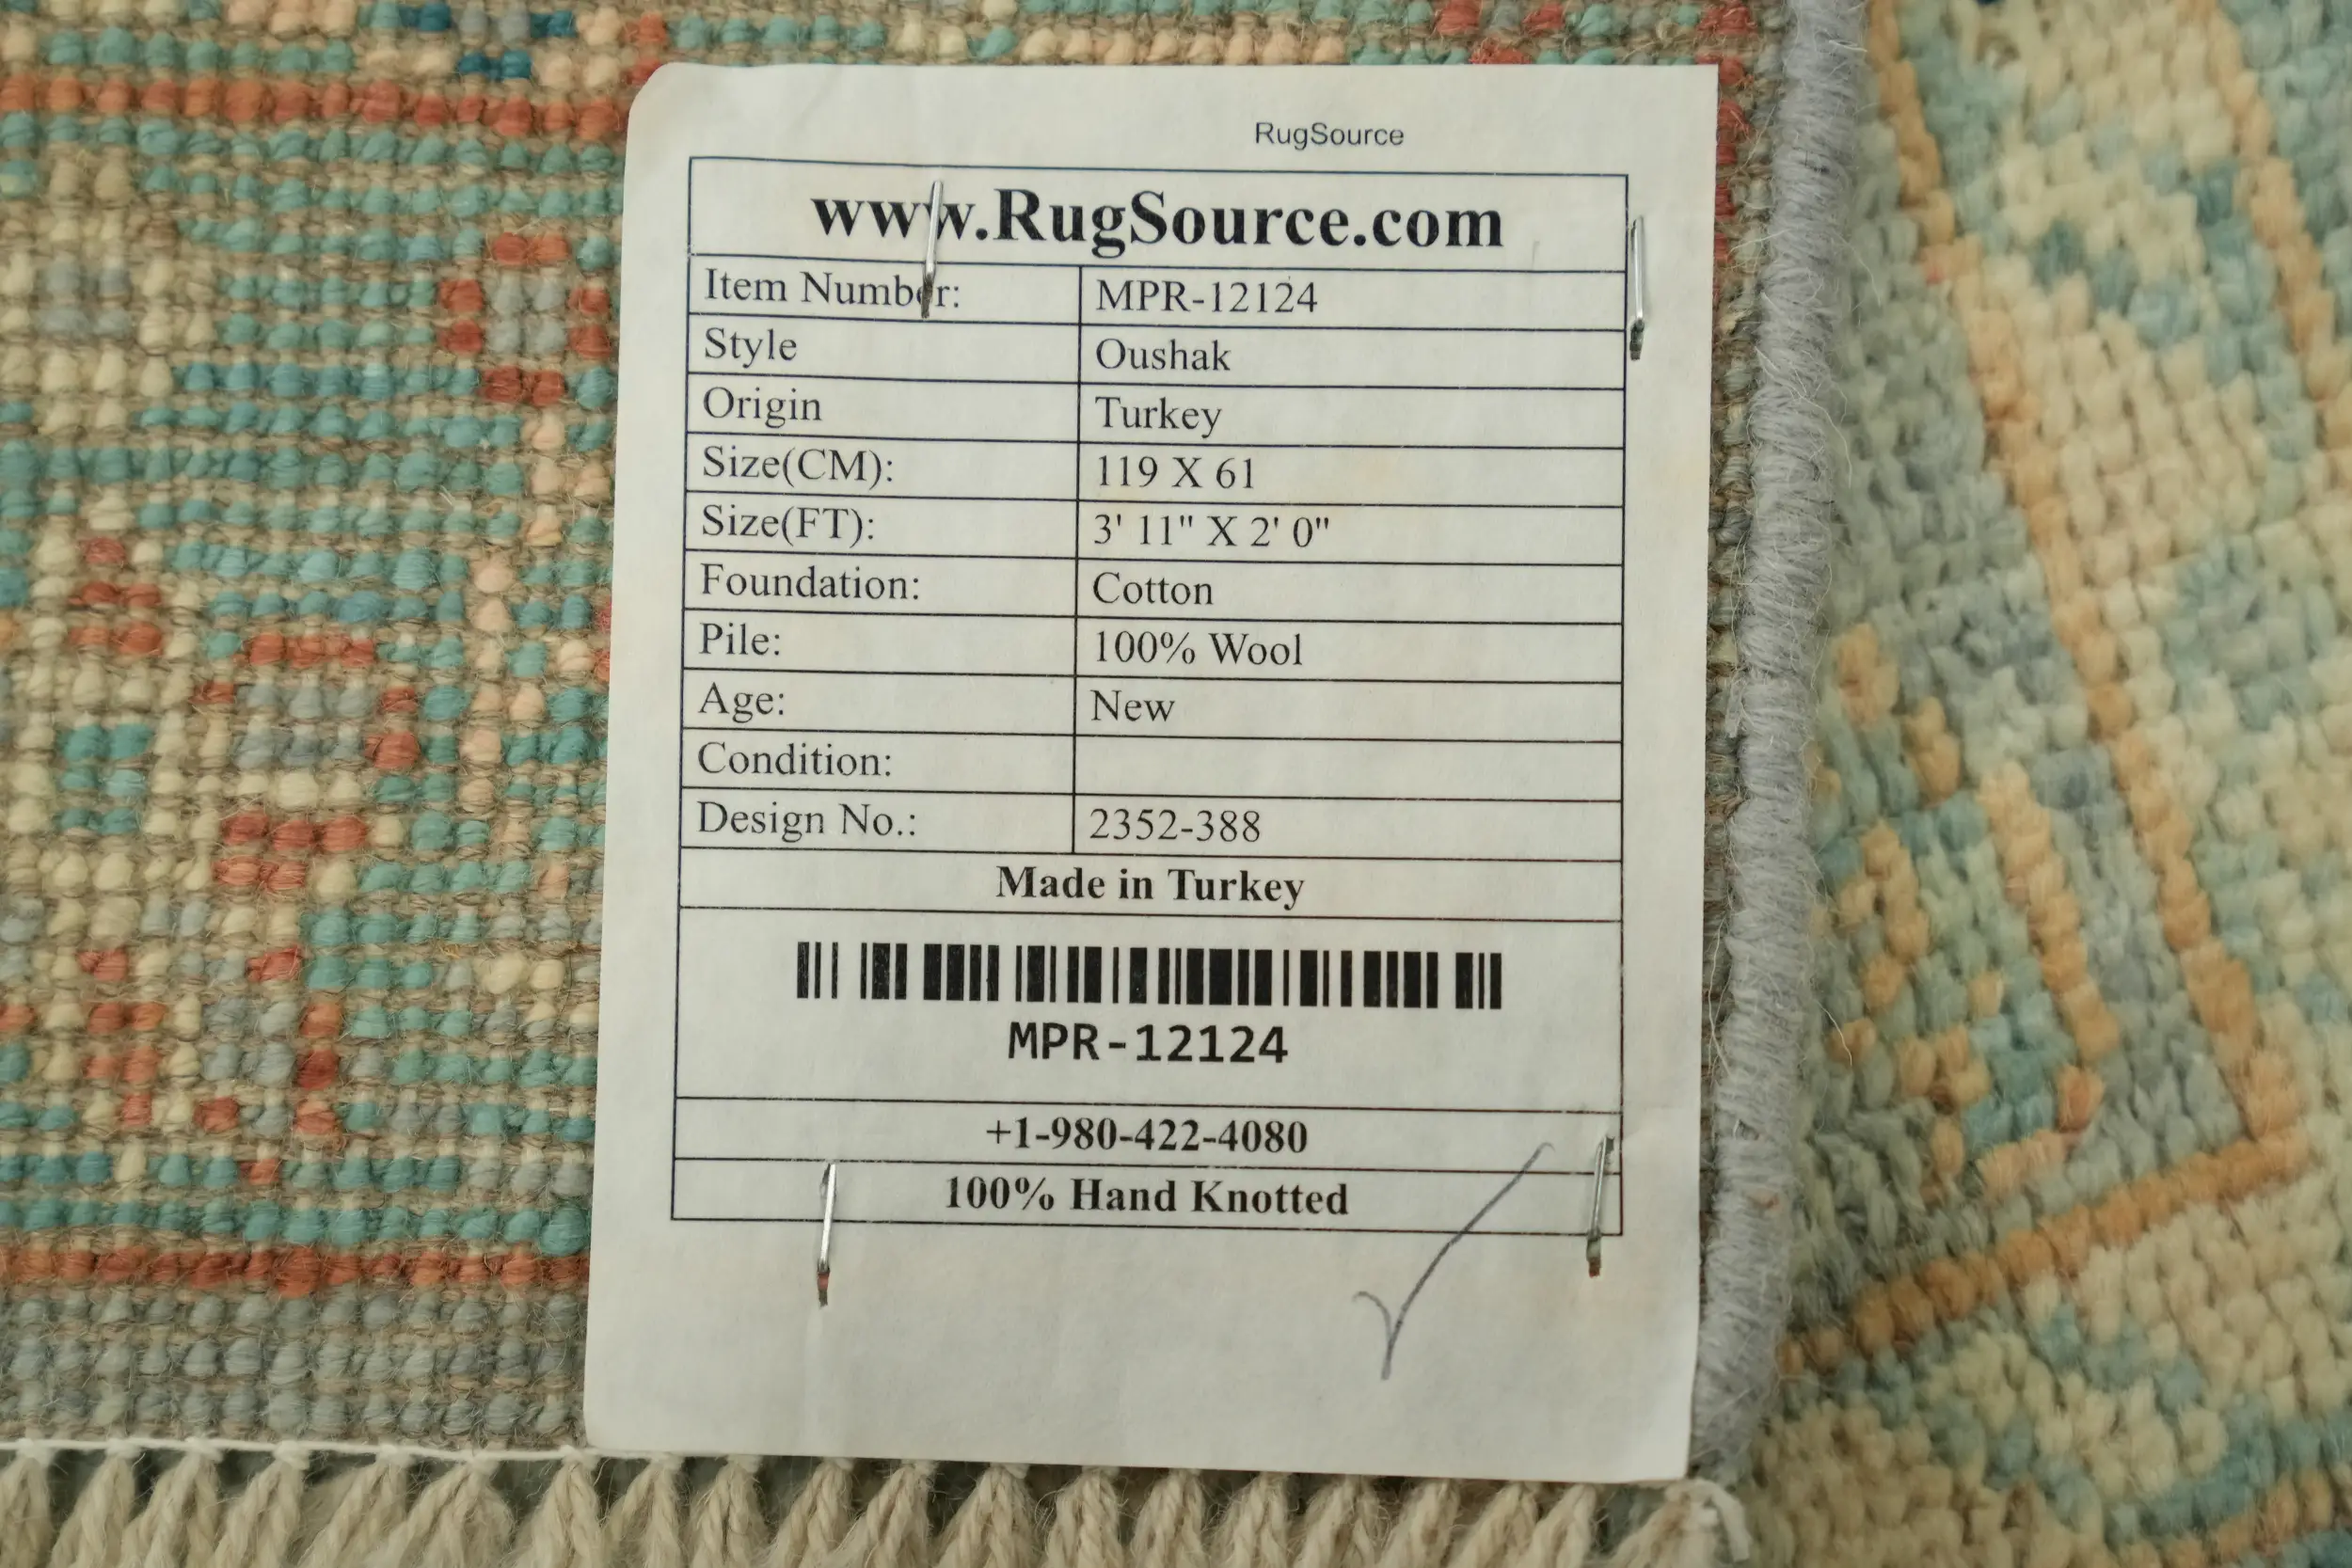 RugSource
www.RugSource.com
Item Number: MPR-12124
Style Oushak
Origin Turkey
Size(CM): 119 X 61
Size(FT): 3' 11" X 2' 0"
Foundation: Cotton
Pile: 100% Wool
Age: New
Condition:
Design No.: 2352-388
Made in Turkey
MPR-12124
+1-980-422-4080
100% Hand Knotted